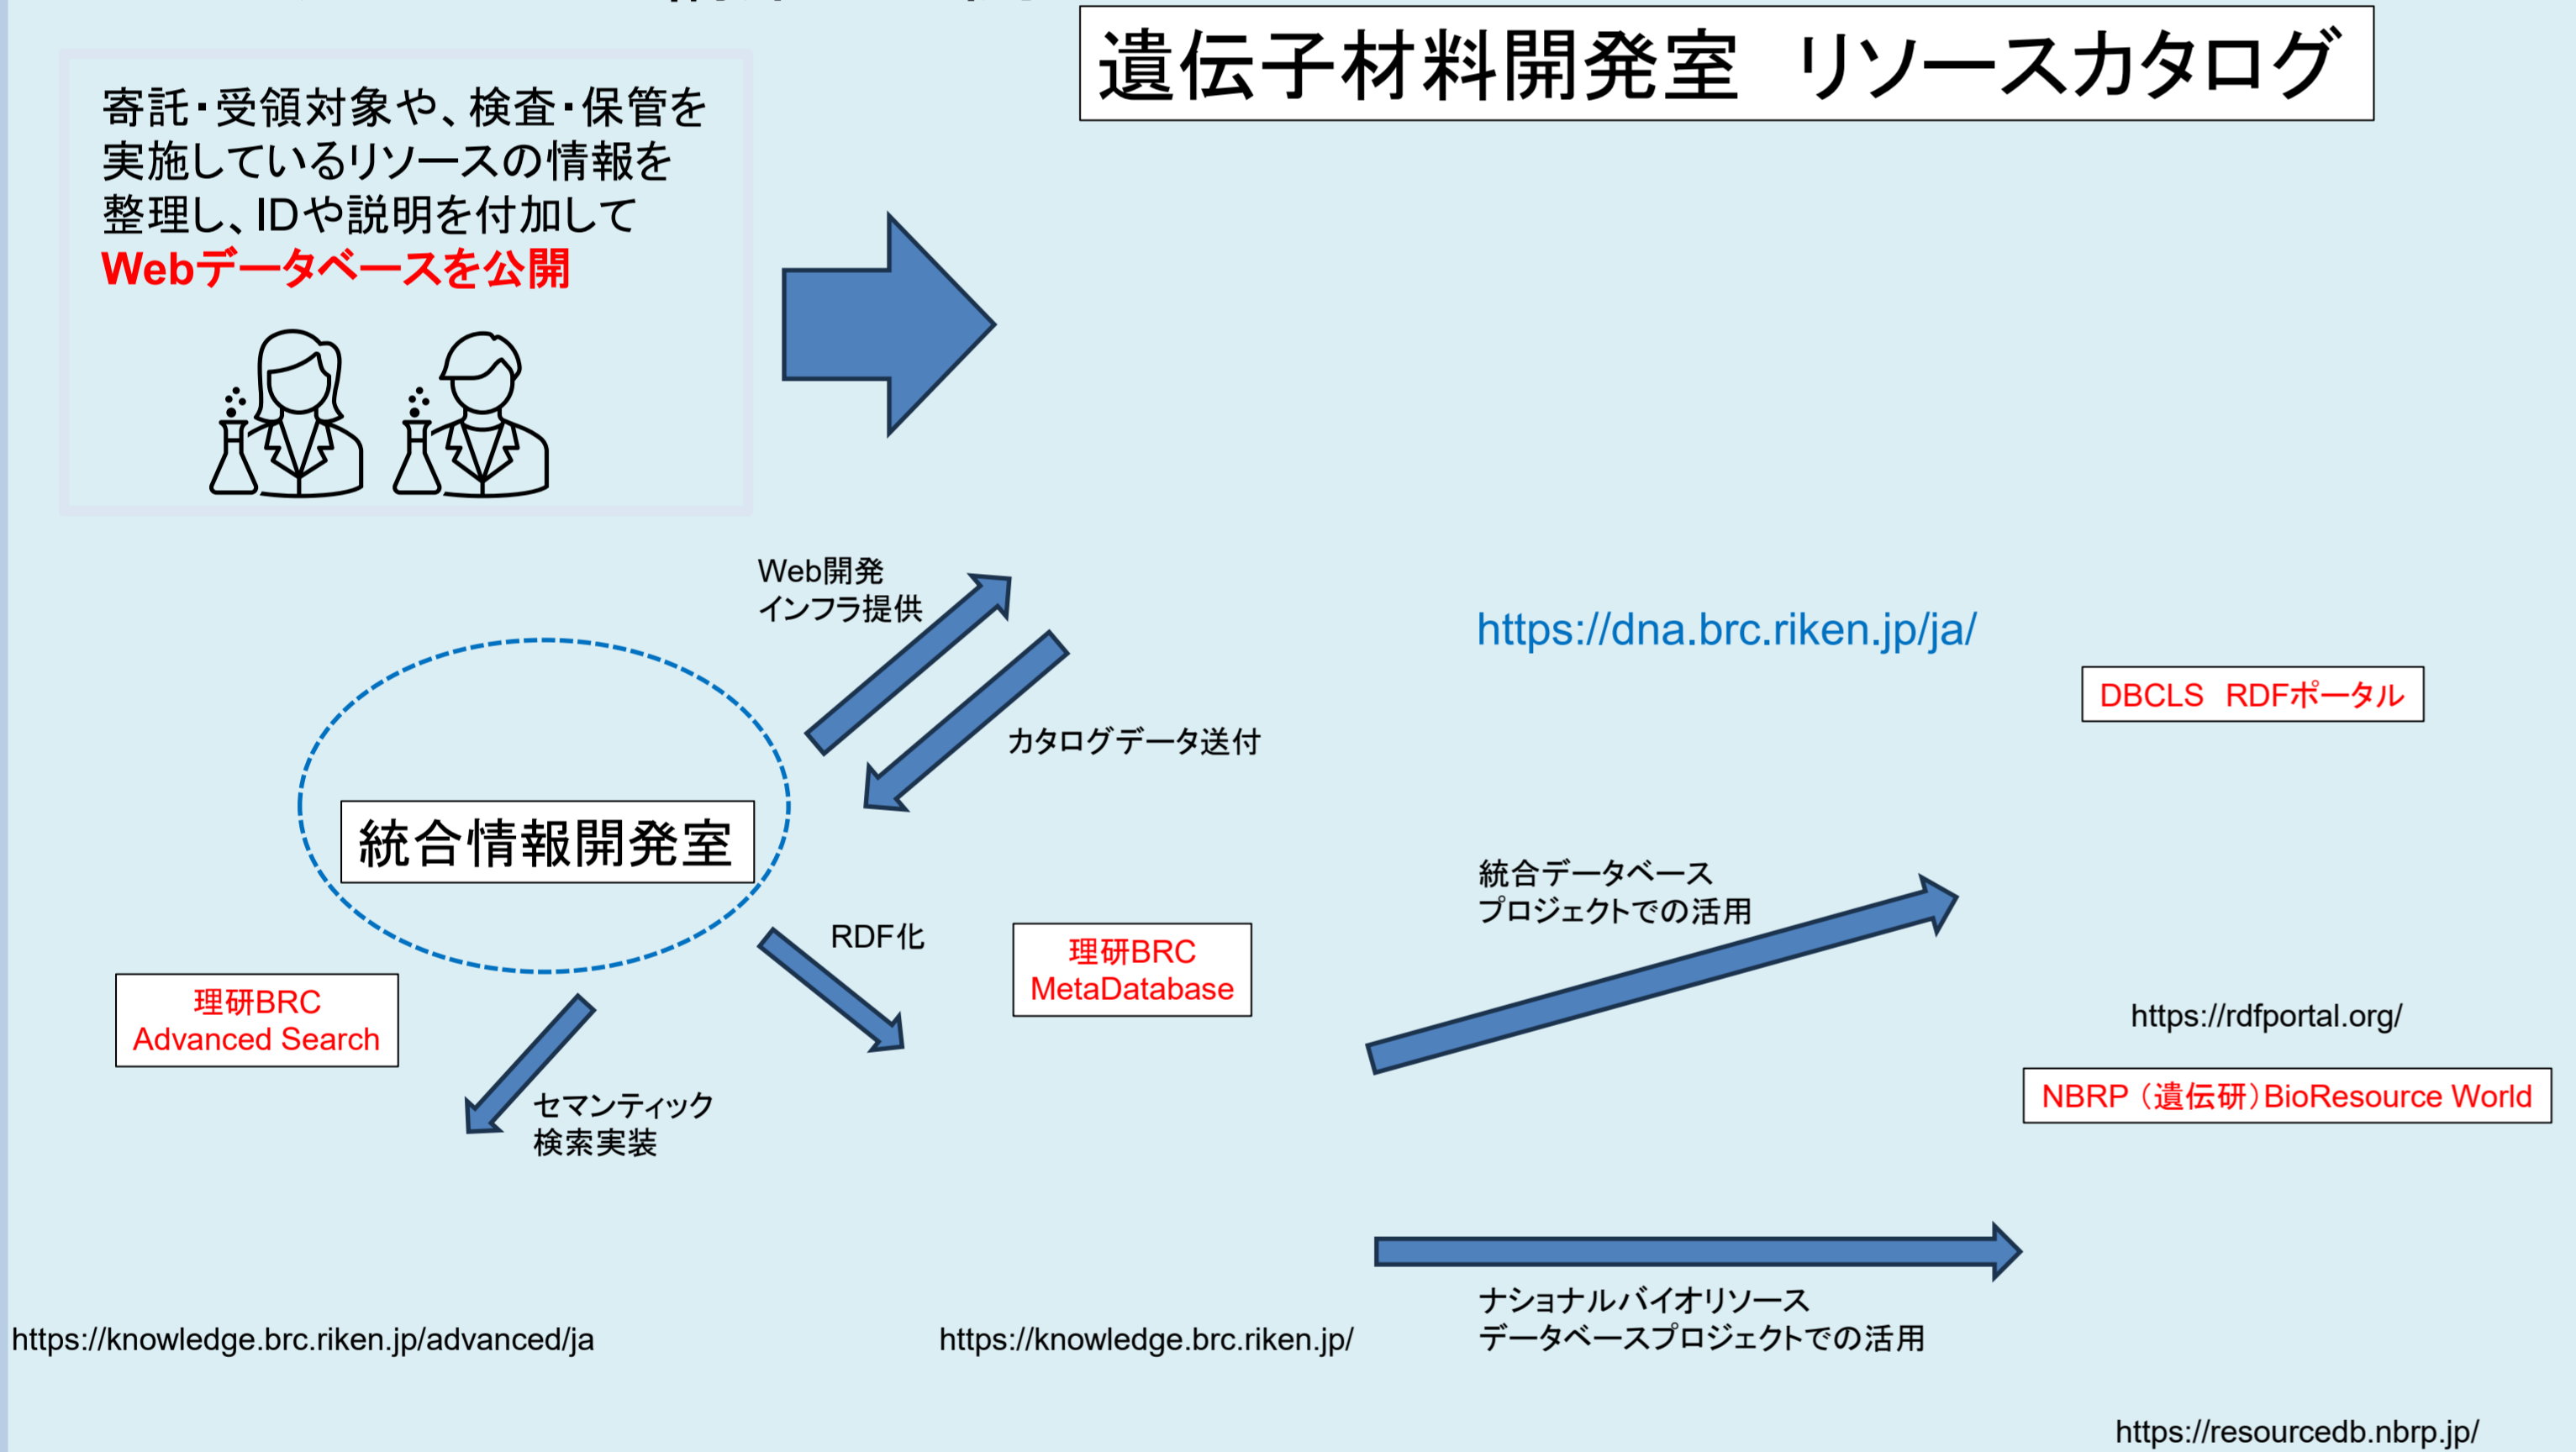 遺伝子材料開発室　リソースカタログ
寄託・受領対象や、検査・保管を
実施しているリソースの情報を
整理し、IDや説明を付加して
Webデータベースを公開
Web開発
インフラ提供
https://dna.brc.riken.jp/ja/
DBCLS　RDFポータル
カタログデータ送付
統合情報開発室
統合データベース
プロジェクトでの活用
RDF化
理研BRC
MetaDatabase
理研BRC
Advanced Search
https://rdfportal.org/
NBRP（遺伝研）BioResource World
セマンティック
検索実装
ナショナルバイオリソース
データベースプロジェクトでの活用
https://knowledge.brc.riken.jp/advanced/ja
https://knowledge.brc.riken.jp/
https://resourcedb.nbrp.jp/